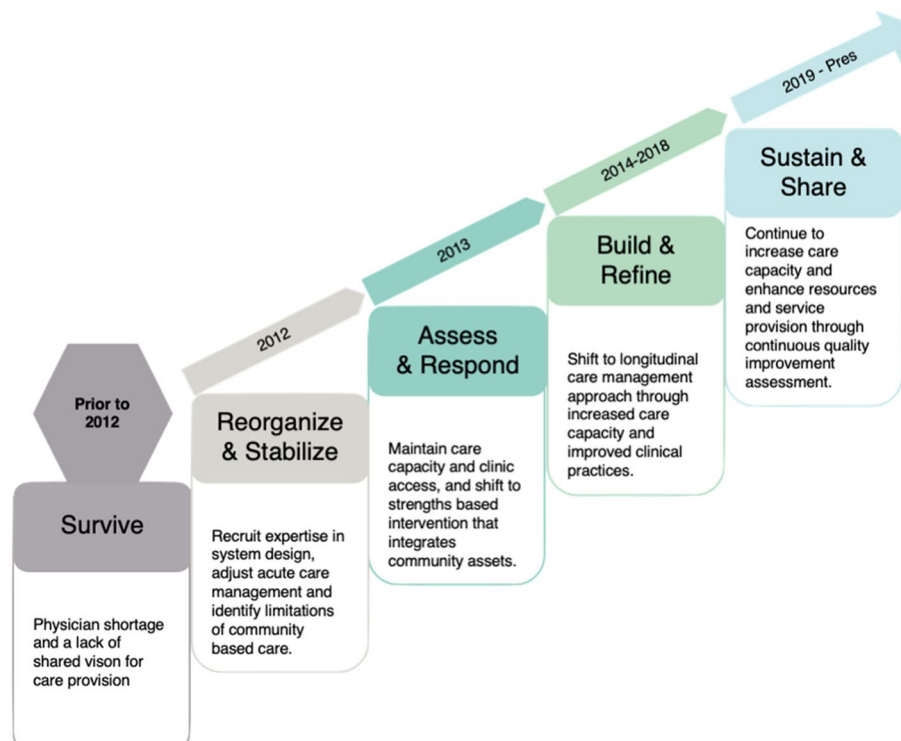 Prior to
2012
Survive
Physician shortage
and a lack of
shared vison for
care provision
2012
Reorganize
& Stabilize
Recruit expertise in
system design,
adjust acute care
management and
identify limitations
of community
based care.
2013
Assess
& Respond
Maintain care
capacity and clinic
access, and shift to
strengths based
intervention that
integrates
community assets.
2014-2018
Build &
Refine
Shift to longitudinal
care management
approach through
increased care
capacity and
improved clinical
practices.
2019 - Pres
Sustain &
Share
Continue to
increase care
capacity and
enhance resources
and service
provision through
continuous quality
improvement
assessment.